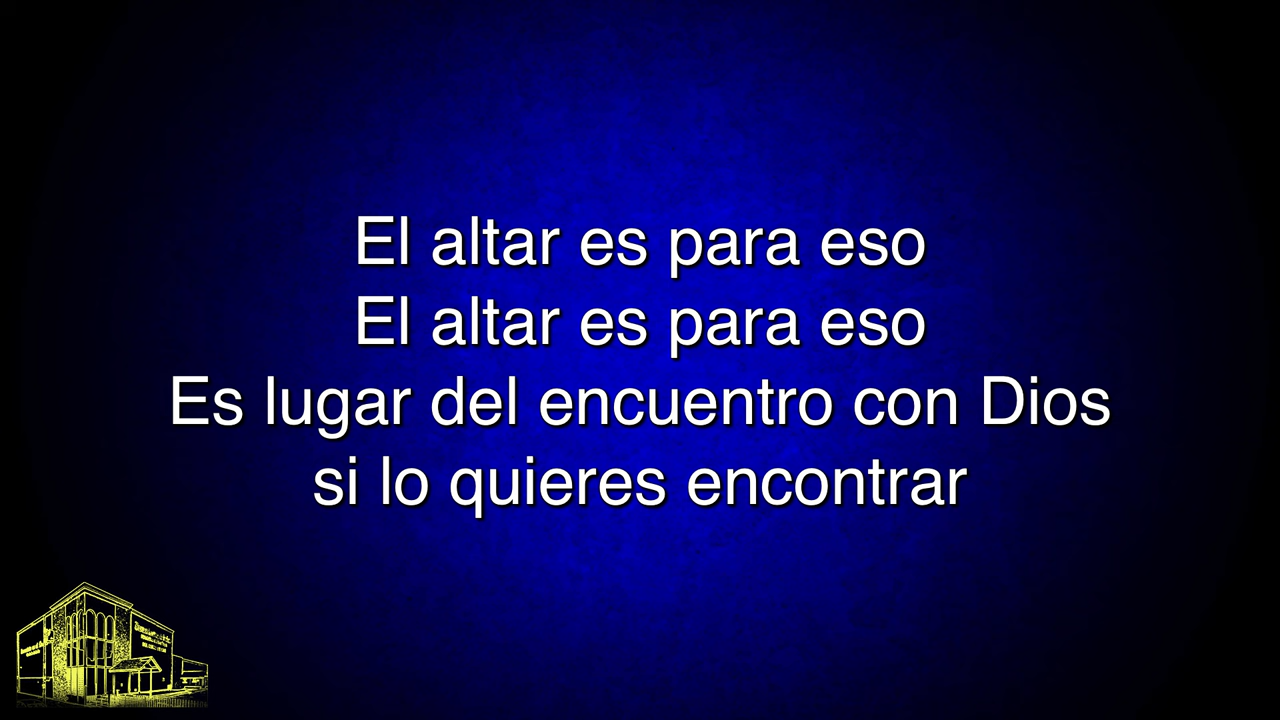 El altar es para eso
El altar es para eso
Es lugar del encuentro con Dios
si lo quieres encontrar